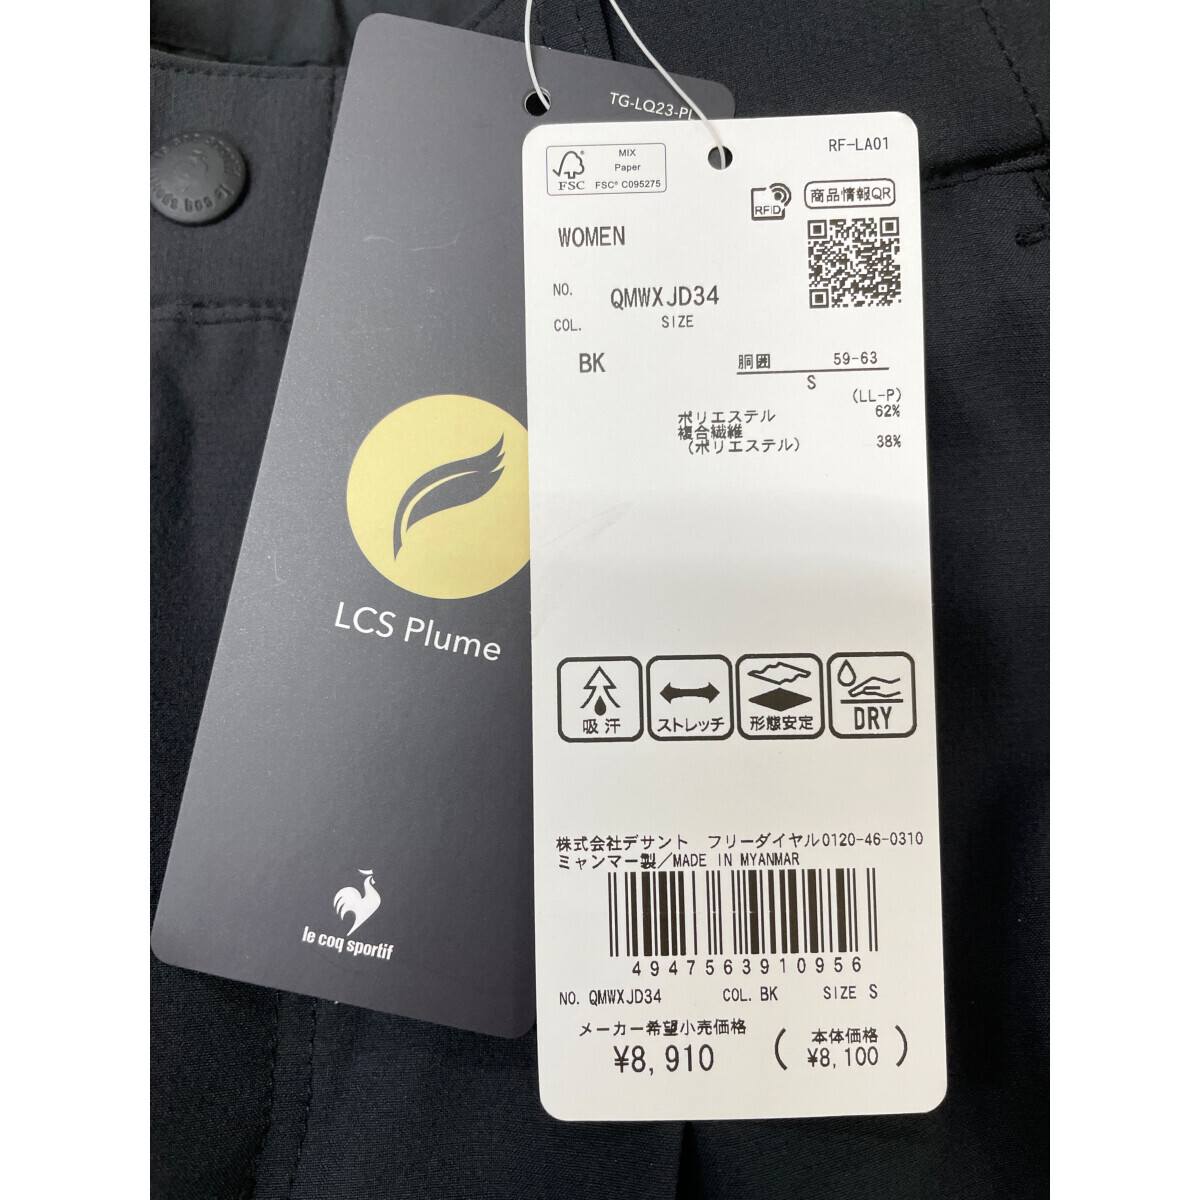 TG-LQ23-PL
LCS Plume
le coq sportif
RF-LA01
MIX
Paper
FSC
FSC® C095275
RFID
商品情報QR
WOMEN
NO.
QMWXJD34
COL.
SIZE
BK
胴囲 59-63
S
(LL-P)
ポリエステル 62%
複合繊維
(ポリエステル) 38%
吸汗
ストレッチ
形態安定
DRY
株式会社デサント フリーダイヤル0120-46-0310
ミャンマー製/MADE IN MYANMAR
4947563910956
NO. QMWXJD34 COL. BK SIZE S
メーカー希望小売価格
¥8,910
(本体価格
¥8,100)